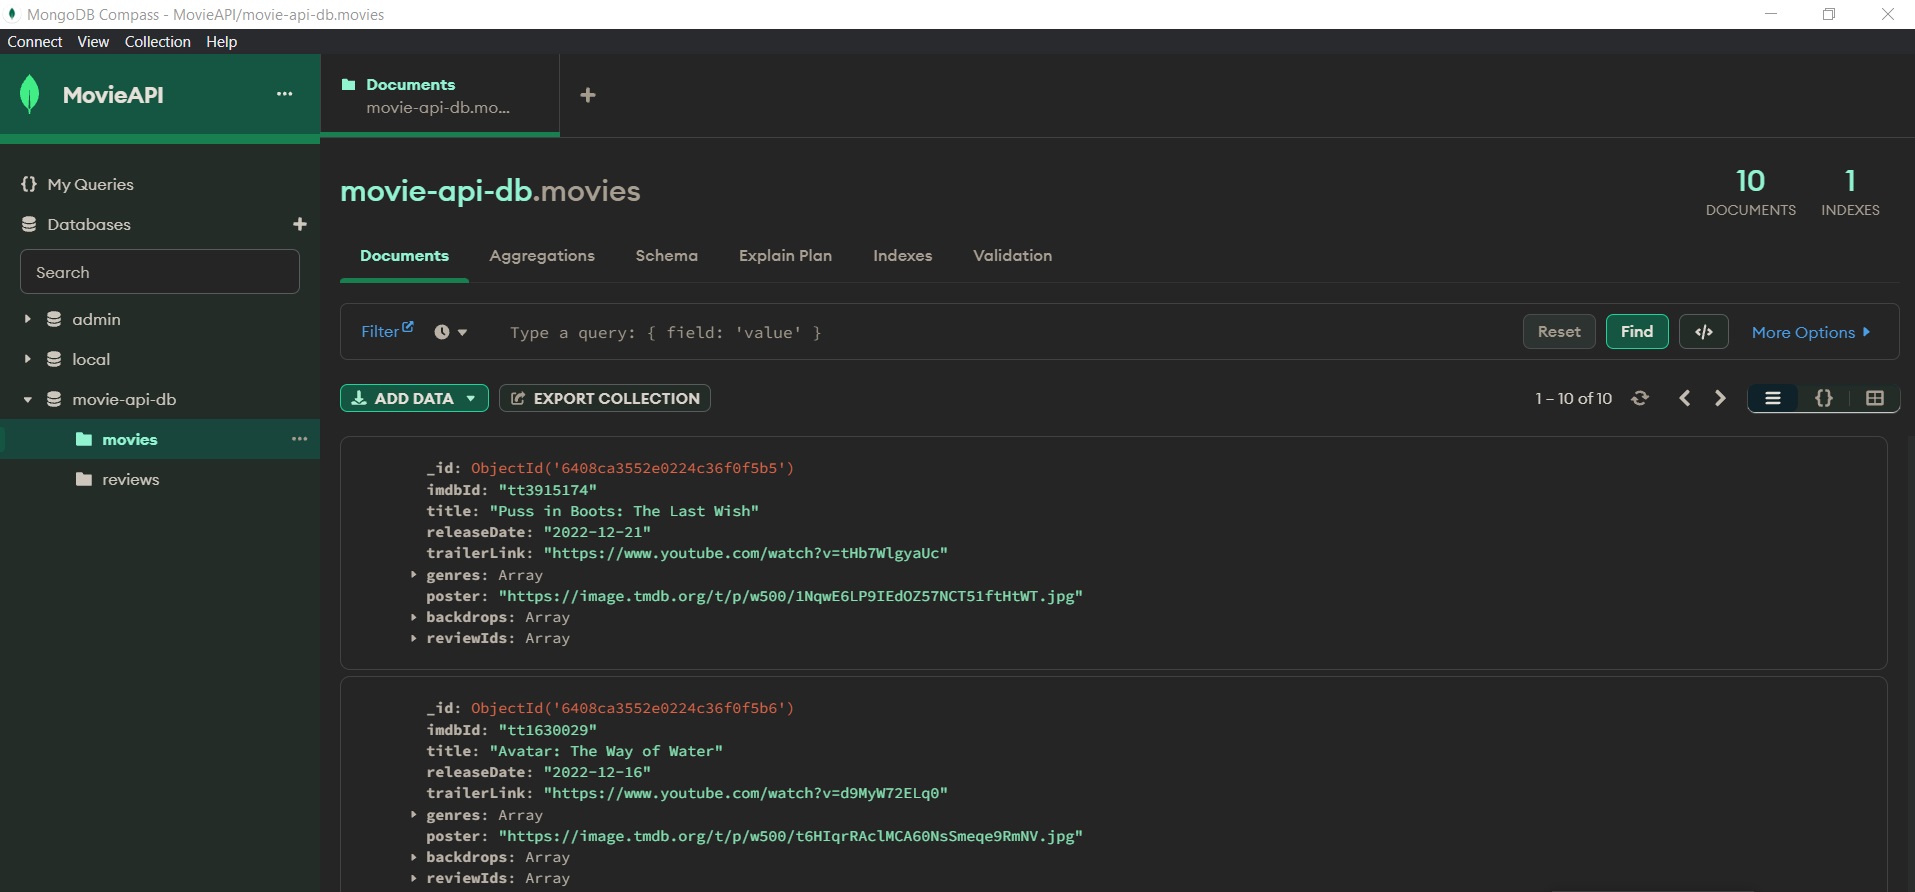 MongoDB Compass - MovieAPI/movie-api-db.movies
Connect View Collection Help
MovieAPI
Documents
movie-api-db.mo...
My Queries
Databases
Search
admin
local
movie-api-db
movies
reviews
movie-api-db.movies
10
DOCUMENTS
1
INDEXES
Documents Aggregations Schema Explain Plan Indexes Validation
Filter Type a query: { field: 'value' } Reset Find </> More Options
ADD DATA EXPORT COLLECTION 1 – 10 of 10 {}
_id: ObjectId('6408ca3552e0224c36f0f5b5')
imdbId: "tt3915174"
title: "Puss in Boots: The Last Wish"
releaseDate: "2022-12-21"
trailerLink: "https://www.youtube.com/watch?v=tHb7WlgyaUc"
genres: Array
poster: "https://image.tmdb.org/t/p/w500/1NqwE6LP9IEdOZ57NCT51ftHtWT.jpg"
backdrops: Array
reviewIds: Array
_id: ObjectId('6408ca3552e0224c36f0f5b6')
imdbId: "tt1630029"
title: "Avatar: The Way of Water"
releaseDate: "2022-12-16"
trailerLink: "https://www.youtube.com/watch?v=d9MyW72ELq0"
genres: Array
poster: "https://image.tmdb.org/t/p/w500/t6HIqrRAclMCA60NsSmeqe9RmNV.jpg"
backdrops: Array
reviewIds: Array